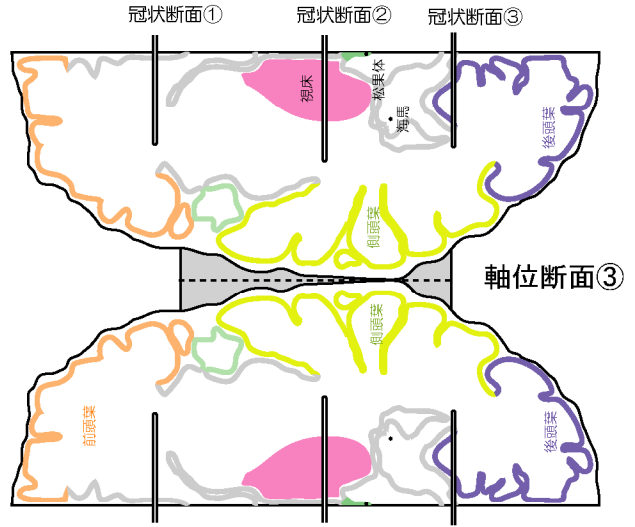 冠状断面①
冠状断面②
冠状断面③
視床
松果体
海馬
後頭葉
側頭葉
軸位断面③
側頭葉
前頭葉
後頭葉